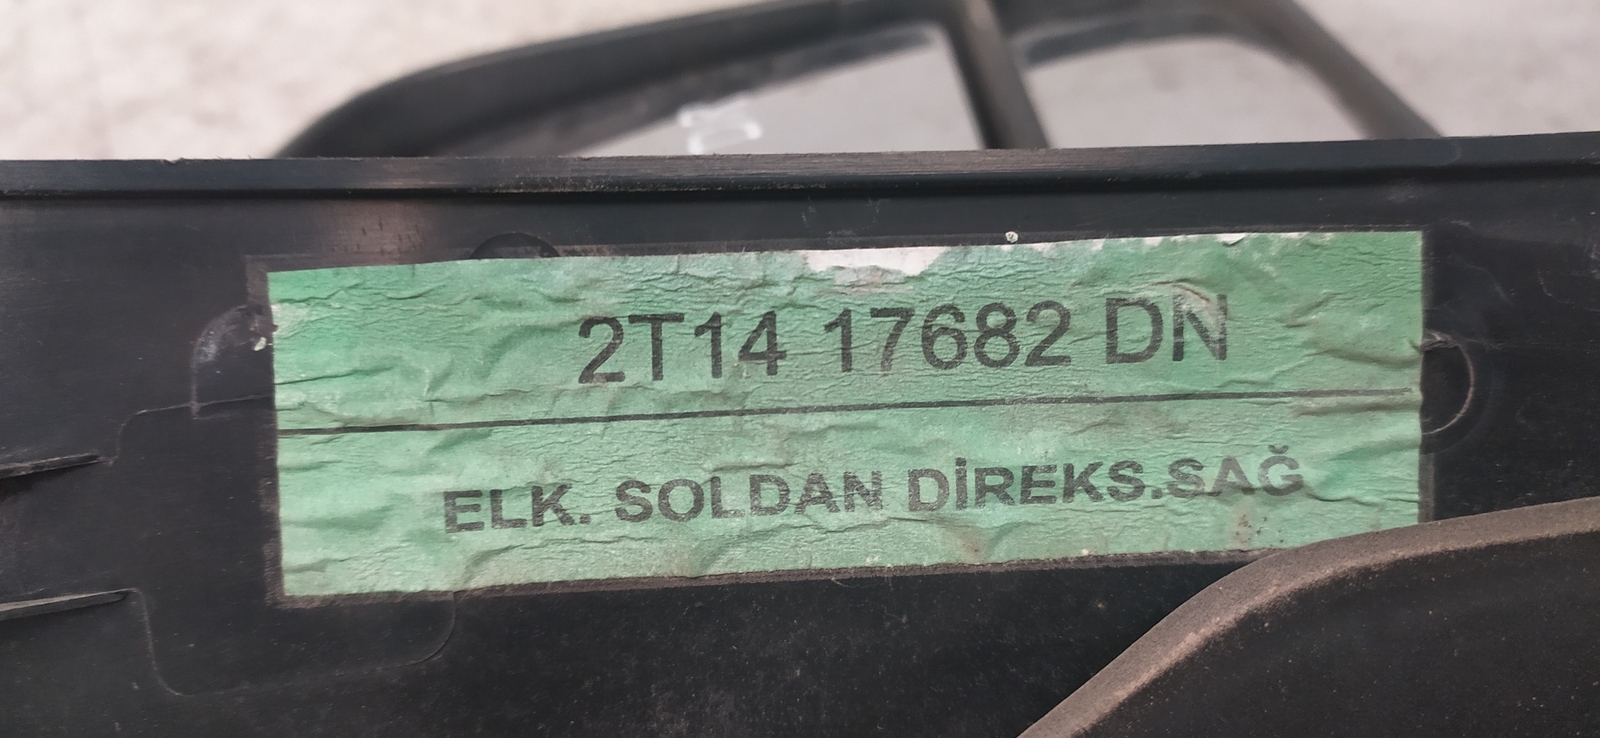 2T14 17682 DN
ELK. SOLDAN DİREKS.SAĞ